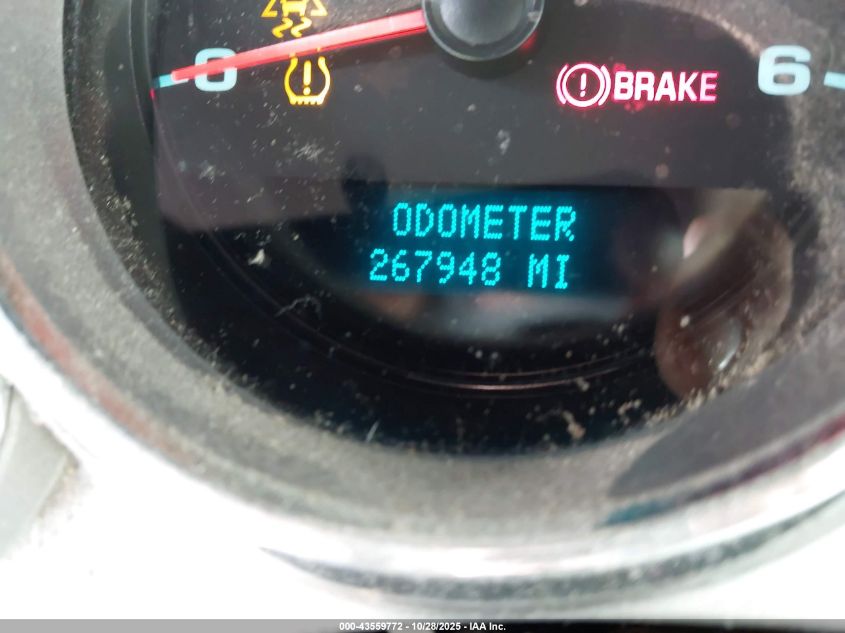 0
BRAKE
6
ODOMETER
267948 MI
000-43559772 - 10/28/2025 - IAA Inc.